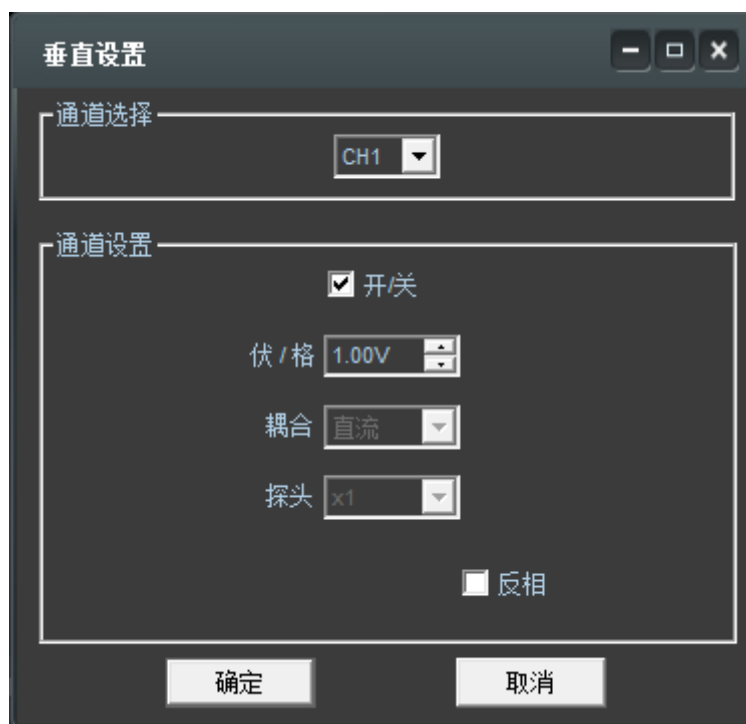 垂直设置
通道选择
CH1
通道设置
开/关
伏/格 1.00V
耦合 直流
探头 x1
反相
确定 取消